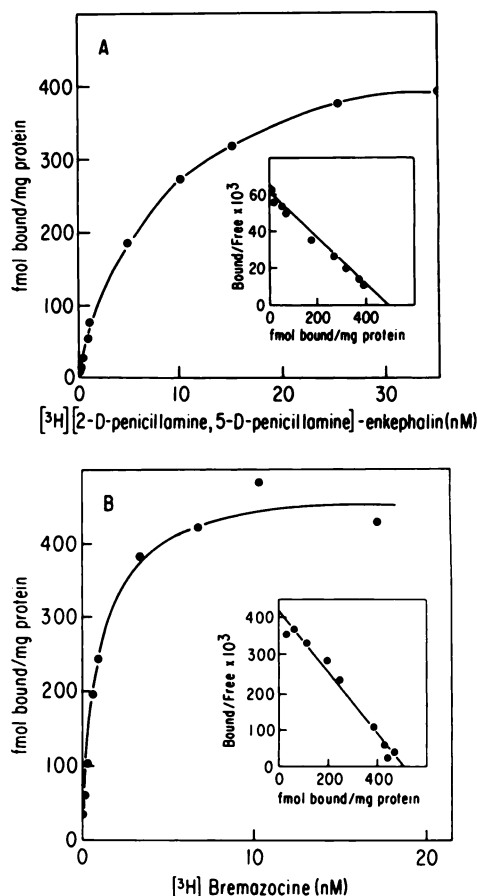 A
400
300
200
100
0
fmol bound/mg protein
0 10 20 30
[³H][2-D-penicillamine, 5-D-penicillamine]-enkephalin(nM)
60
40
20
0
Bound/Free x 10³
0 200 400
fmol bound/mg protein
B
400
300
200
100
0
fmol bound/mg protein
0 10 20
[³H] Bremazocine (nM)
400
300
200
100
0
Bound/Free x 10³
0 200 400
fmol bound/mg protein